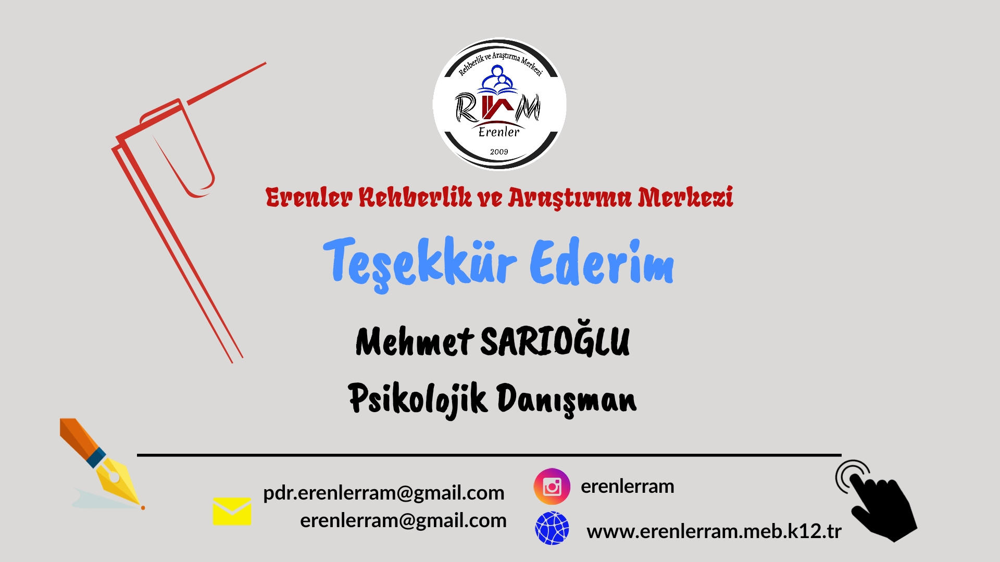 Rehberlik ve Araştırma Merkezi
RAM
Erenler
2009
Erenler Rehberlik ve Araştırma Merkezi
Teşekkür Ederim
Mehmet SARIOĞLU
Psikolojik Danışman
pdr.erenlerram@gmail.com
erenlerram@gmail.com
erenlerram
www.erenlerram.meb.k12.tr